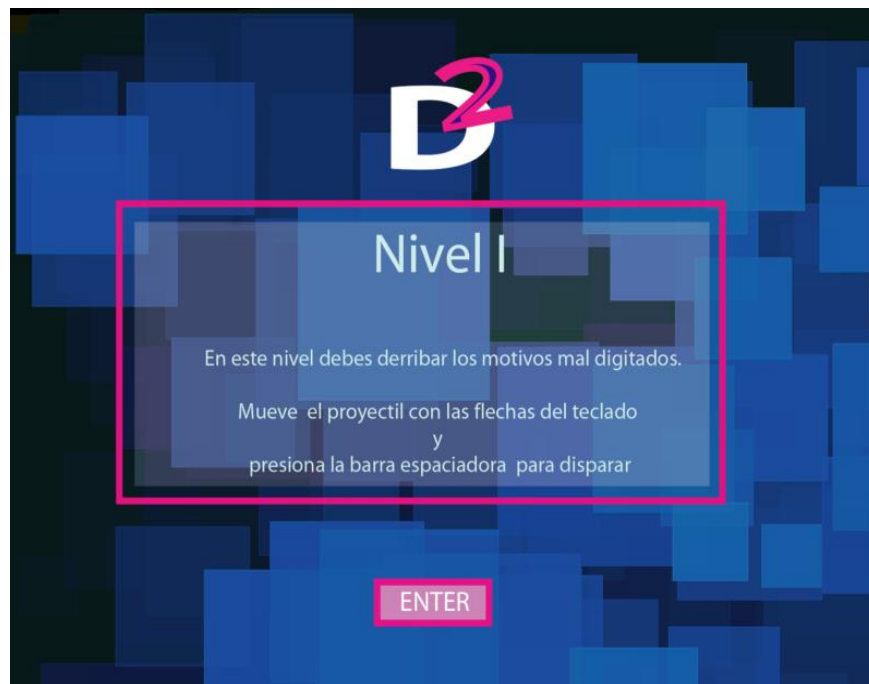 D2
Nivel I
En este nivel debes derribar los motivos mal digitados.
Mueve el proyectil con las flechas del teclado
y
presiona la barra espaciadora para disparar
ENTER